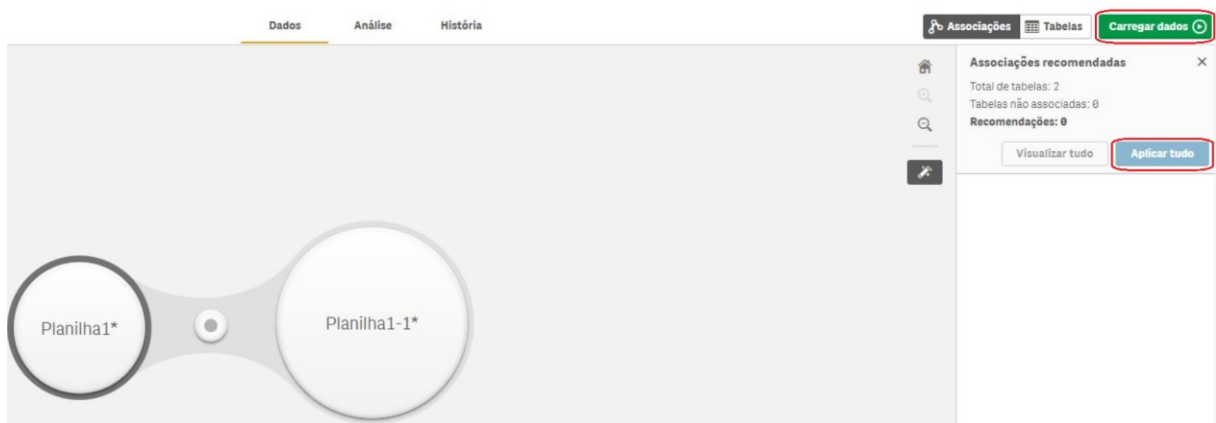 Dados Análise História
Associações Tabelas Carregar dados
Associações recomendadas
Total de tabelas: 2
Tabelas não associadas: 0
Recomendações: 0
Visualizar tudo Aplicar tudo
Planilha1* Planilha1-1*